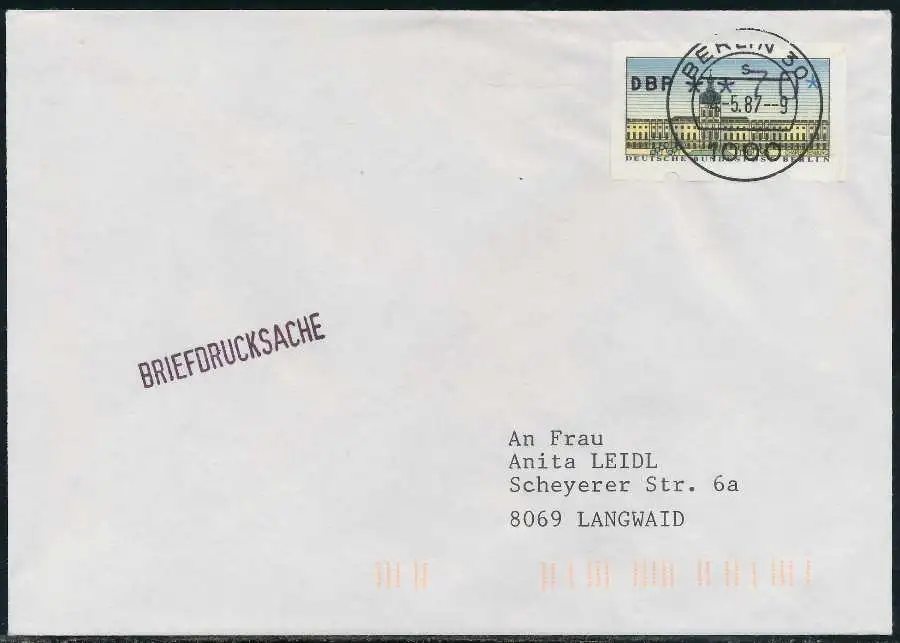 BERLIN 30
s
DBP **70*
4-5.87--9
1000
DEUTSCHE BUNDESPOST BERLIN
BRIEFDRUCKSACHE
An Frau
Anita LEIDL
Scheyerer Str. 6a
8069 LANGWAID